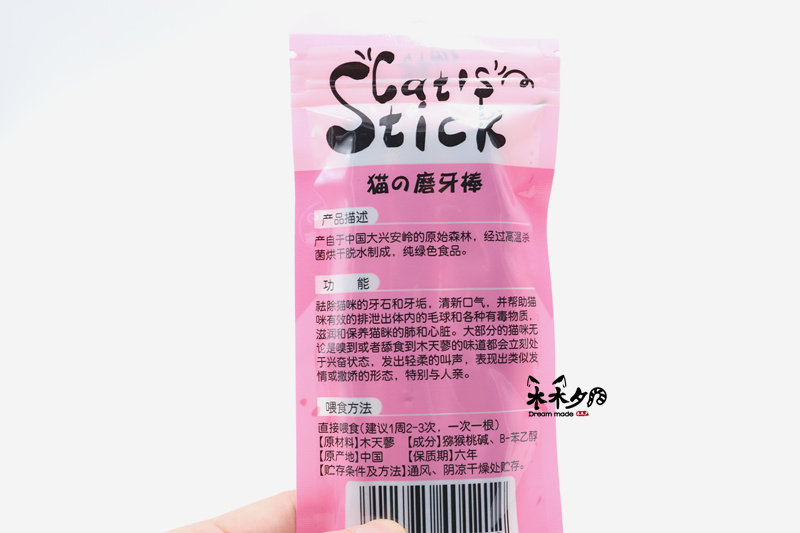 Cat's
Stick
猫の磨牙棒
产品描述
产自于中国大兴安岭的原始森林，经过高温杀
菌烘干脱水制成，纯绿色食品。
功 能
祛除猫咪的牙石和牙垢，清新口气，并帮助猫
咪有效的排泄出体内的毛球和各种有毒物质，
滋润和保养猫咪的肺和心脏。大部分的猫咪无
论是嗅到或者舔食到木天蓼的味道都会立刻处
于兴奋状态，发出轻柔的叫声，表现出类似发
情或撒娇的形态，特别与人亲。
喂食方法
直接喂食(建议1周2-3次，一次一根)
【原材料】木天蓼 【成分】猕猴桃碱、B-苯乙醇
【原产地】中国 【保质期】六年
【贮存条件及方法】通风、阴凉干燥处贮存。
Dream made